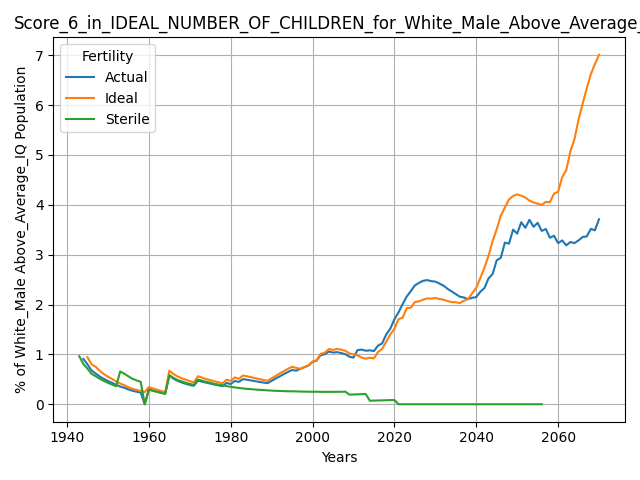 Score_6_in_IDEAL_NUMBER_OF_CHILDREN_for_White_Male_Above_Average_
Fertility
Actual
Ideal
Sterile
% of White_Male Above_Average_IQ Population
7
6
5
4
3
2
1
0
1940 1960 1980 2000 2020 2040 2060
Years